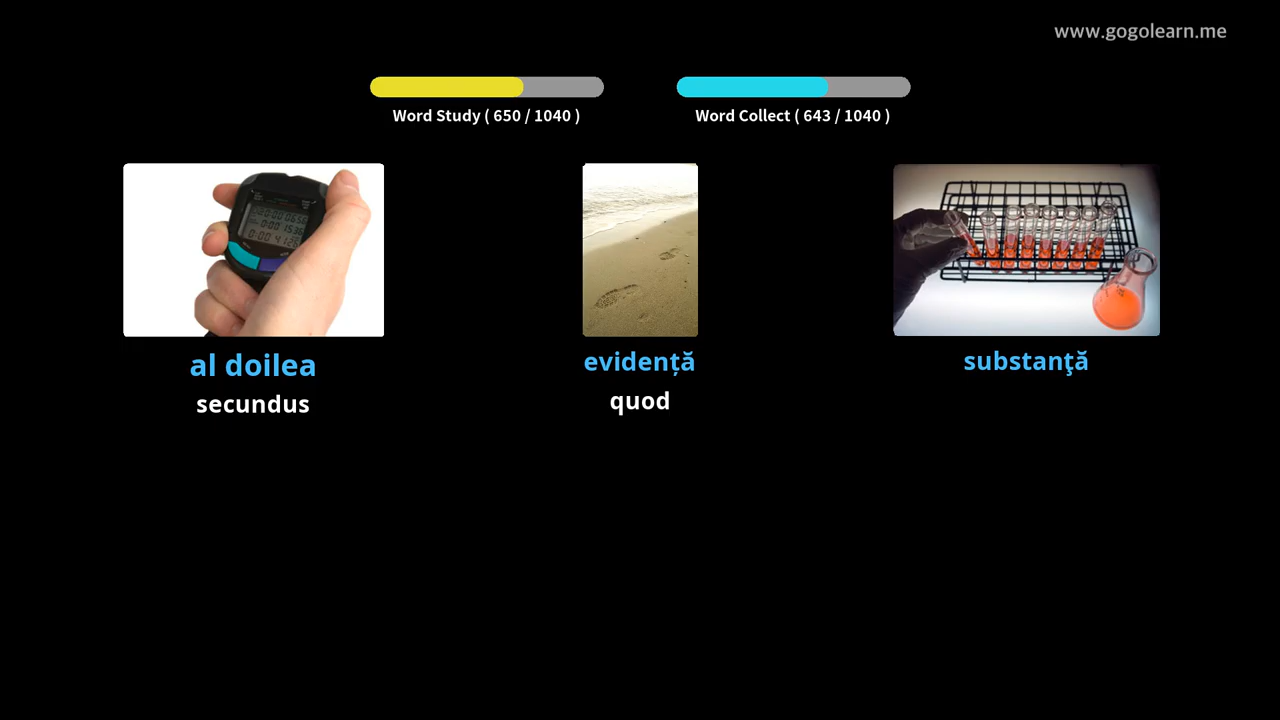 www.gogolearn.me
Word Study ( 650 / 1040 )
Word Collect ( 643 / 1040 )
al doilea
secundus
evidență
quod
substanţă